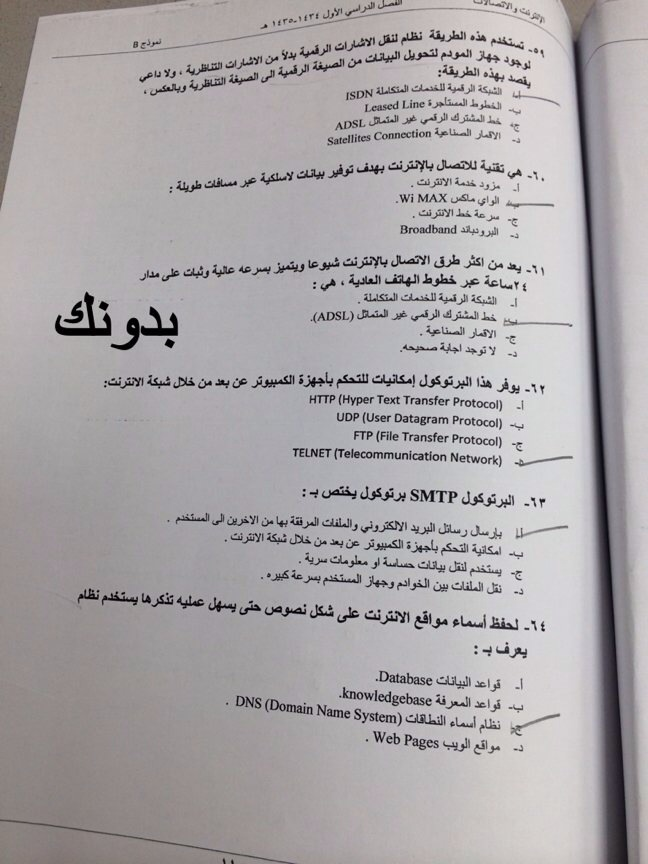 الإنترنت والاتصالات
الفصل الدراسي الأول ١٤٣٤-١٤٣٥ هـ
نموذج B
٥٩- تستخدم هذه الطريقة نظام لنقل الاشارات الرقمية بدلاً من الاشارات التناظرية ، ولا داعي
لوجود جهاز المودم لتحويل البيانات من الصيغة الرقمية الى الصيغة التناظرية وبالعكس ،
يقصد بهذه الطريقة:
أ- الشبكة الرقمية للخدمات المتكاملة ISDN
ب- الخطوط المستأجرة Leased Line
ج- خط المشترك الرقمي غير المتماثل ADSL
د- الاقمار الصناعية Satellites Connection
٦٠- هي تقنية للاتصال بالإنترنت بهدف توفير بيانات لاسلكية عبر مسافات طويلة :
أ- مزود خدمة الانترنت .
ب- الواي ماكس Wi MAX.
ج- سرعة خط الانترنت .
د- البرودباند Broadband
٦١- يعد من اكثر طرق الاتصال بالإنترنت شيوعا ويتميز بسرعه عالية وثبات على مدار
٢٤ساعة عبر خطوط الهاتف العادية ، هي :
أ- الشبكة الرقمية للخدمات المتكاملة .
ب- خط المشترك الرقمي غير المتماثل (ADSL).
ج- الاقمار الصناعية .
د- لا توجد اجابة صحيحه.
بدونك
٦٢- يوفر هذا البرتوكول إمكانيات للتحكم بأجهزة الكمبيوتر عن بعد من خلال شبكة الانترنت:
أ- HTTP (Hyper Text Transfer Protocol)
ب- UDP (User Datagram Protocol)
ج- FTP (File Transfer Protocol)
د- TELNET (Telecommunication Network)
٦٣- البرتوكول SMTP برتوكول يختص بـ :
أ- بإرسال رسائل البريد الالكتروني والملفات المرفقة بها من الاخرين الى المستخدم .
ب- امكانية التحكم بأجهزة الكمبيوتر عن بعد من خلال شبكة الانترنت .
ج- يستخدم لنقل بيانات حساسة او معلومات سرية .
د- نقل الملفات بين الخوادم وجهاز المستخدم بسرعة كبيره .
٦٤- لحفظ أسماء مواقع الانترنت على شكل نصوص حتى يسهل عمليه تذكرها يستخدم نظام
يعرف بـ :
أ- قواعد البيانات Database.
ب- قواعد المعرفة knowledgebase.
ج- نظام أسماء النطاقات DNS (Domain Name System) .
د- مواقع الويب Web Pages .